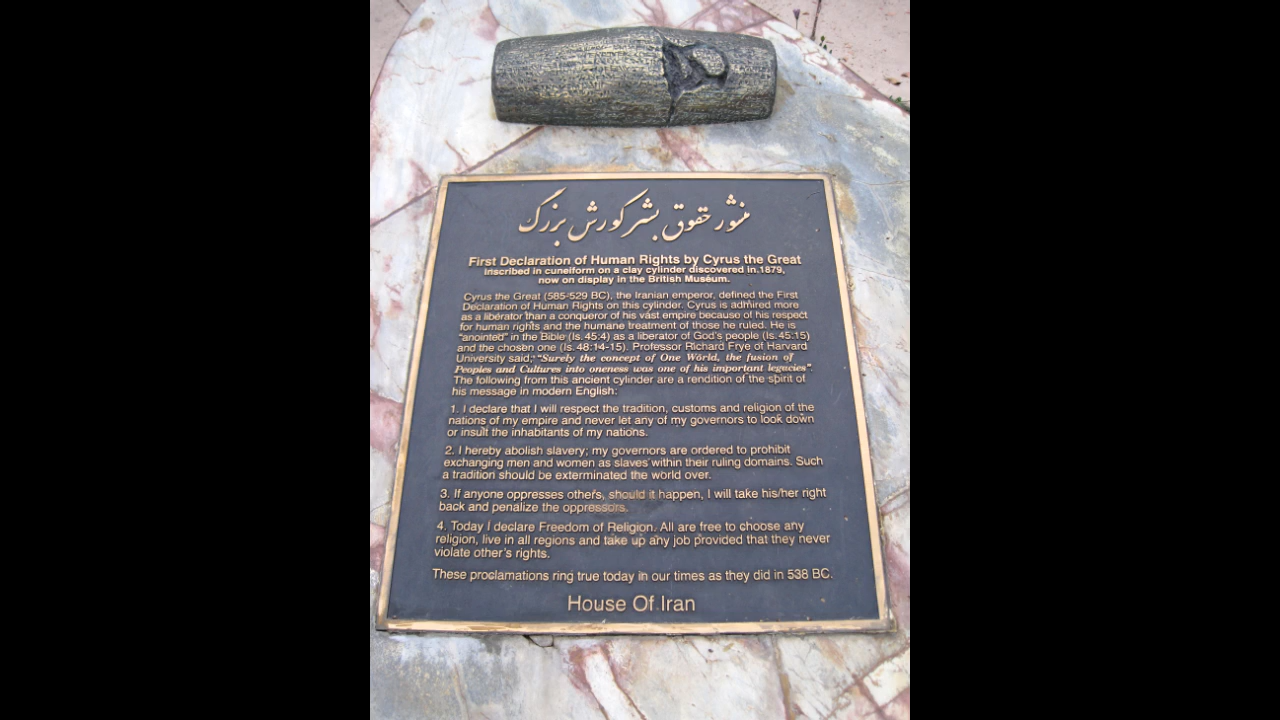 منشور حقوق بشر کورش بزرگ
First Declaration of Human Rights by Cyrus the Great
Inscribed in cuneiform on a clay cylinder discovered in 1879,
now on display in the British Museum.
Cyrus the Great (585-529 BC), the Iranian emperor, defined the First
Declaration of Human Rights on this cylinder. Cyrus is admired more
as a liberator than a conqueror of his vast empire because of his respect
for human rights and the humane treatment of those he ruled. He is
"anointed" in the Bible (Is. 45:4) as a liberator of God's people (Is. 45:15)
and the chosen one (Is. 48:14-15). Professor Richard Frye of Harvard
University said; "Surely the concept of One World, the fusion of
Peoples and Cultures into oneness was one of his important legacies".
The following from this ancient cylinder are a rendition of the spirit of
his message in modern English:
1. I declare that I will respect the tradition, customs and religion of the
nations of my empire and never let any of my governors to look down
or insult the inhabitants of my nations.
2. I hereby abolish slavery; my governors are ordered to prohibit
exchanging men and women as slaves within their ruling domains. Such
a tradition should be exterminated the world over.
3. If anyone oppresses others, should it happen, I will take his/her right
back and penalize the oppressors.
4. Today I declare Freedom of Religion. All are free to choose any
religion, live in all regions and take up any job provided that they never
violate other's rights.
These proclamations ring true today in our times as they did in 538 BC.
House Of Iran